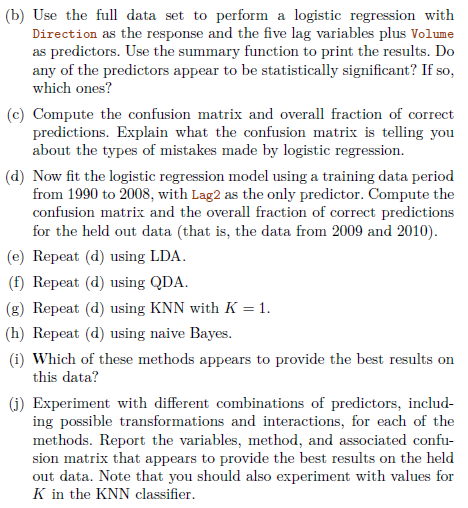 (b) Use the full data set to perform a logistic regression with
Direction as the response and the five lag variables plus Volume
as predictors. Use the summary function to print the results. Do
any of the predictors appear to be statistically significant? If so,
which ones?
(c) Compute the confusion matrix and overall fraction of correct
predictions. Explain what the confusion matrix is telling you
about the types of mistakes made by logistic regression.
(d) Now fit the logistic regression model using a training data period
from 1990 to 2008, with Lag2 as the only predictor. Compute the
confusion matrix and the overall fraction of correct predictions
for the held out data (that is, the data from 2009 and 2010).
(e) Repeat (d) using LDA.
(f) Repeat (d) using QDA.
(g) Repeat (d) using KNN with K = 1.
(h) Repeat (d) using naive Bayes.
(i) Which of these methods appears to provide the best results on
this data?
(j) Experiment with different combinations of predictors, includ-
ing possible transformations and interactions, for each of the
methods. Report the variables, method, and associated confu-
sion matrix that appears to provide the best results on the held
out data. Note that you should also experiment with values for
K in the KNN classifier.